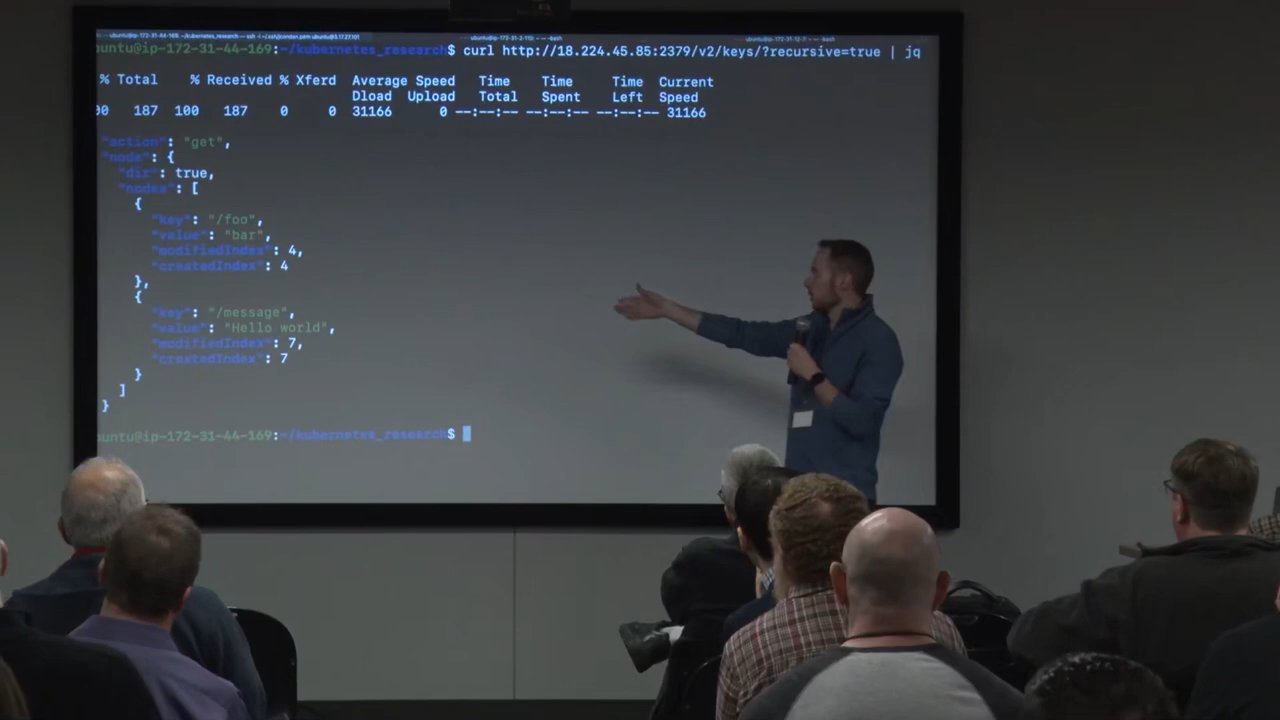 ubuntu@ip-172-31-44-169:~/kubernetes_research$ curl http://18.224.45.85:2379/v2/keys/?recursive=true | jq
% Total % Received % Xferd Average Speed Time Time Time Current
Dload Upload Total Spent Left Speed
00 187 100 187 0 0 31166 0 --:--:-- --:--:-- --:--:-- 31166
"action": "get",
"node": {
"dir": true,
"nodes": [
{
"key": "/foo",
"value": "bar",
"modifiedIndex": 4,
"createdIndex": 4
},
{
"key": "/message",
"value": "Hello world",
"modifiedIndex": 7,
"createdIndex": 7
}
]
}
buntu@ip-172-31-44-169:~/kubernetes_research$